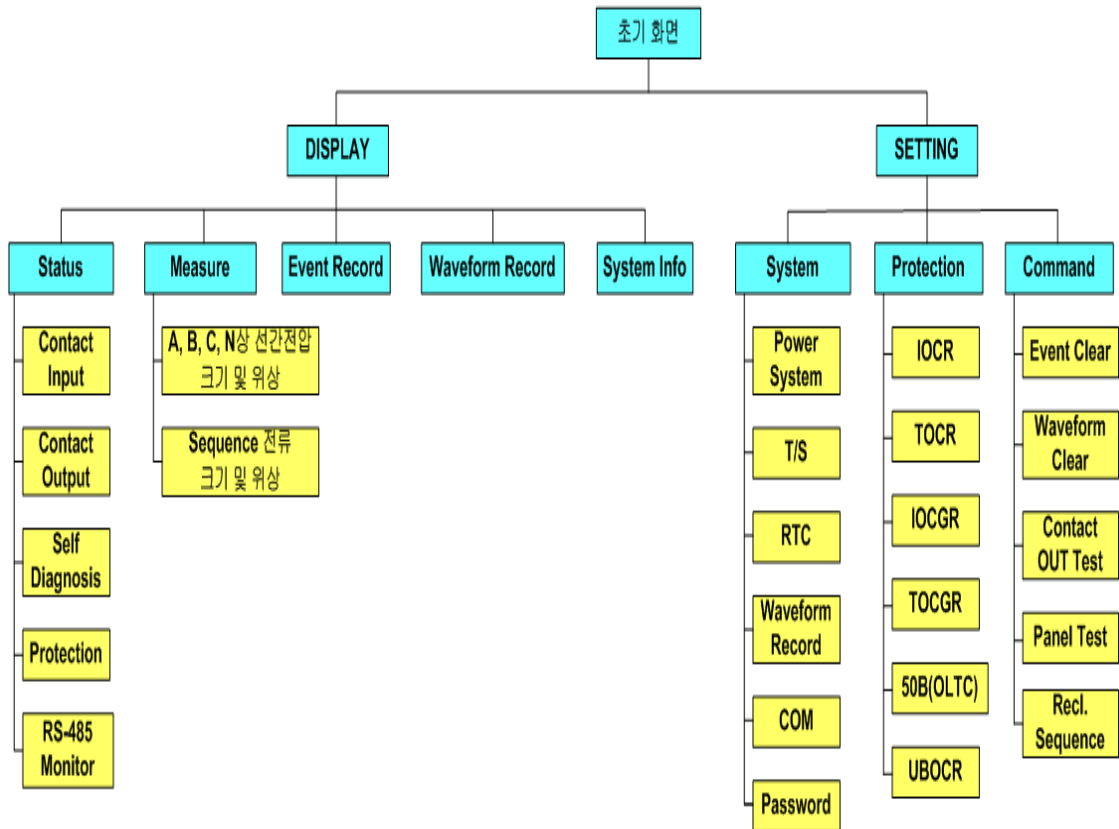 초기 화면
DISPLAY
SETTING
Status
Measure
Event Record
Waveform Record
System Info
System
Protection
Command
Contact
Input
Contact
Output
Self
Diagnosis
Protection
RS-485
Monitor
A, B, C, N상 선간전압
크기 및 위상
Sequence 전류
크기 및 위상
Power
System
T/S
RTC
Waveform
Record
COM
Password
IOCR
TOCR
IOCGR
TOCGR
50B(OLTC)
UBOCR
Event Clear
Waveform
Clear
Contact
OUT Test
Panel Test
Recl.
Sequence